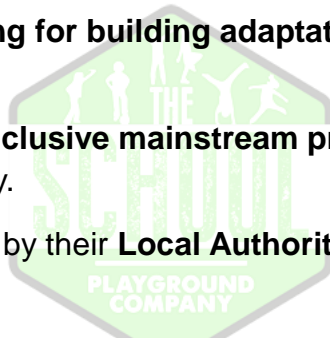 ng for building adaptat
THE
clusive mainstream pr
y.
SCHOOL
by their Local Authorit
PLAYGROUND
COMPANY